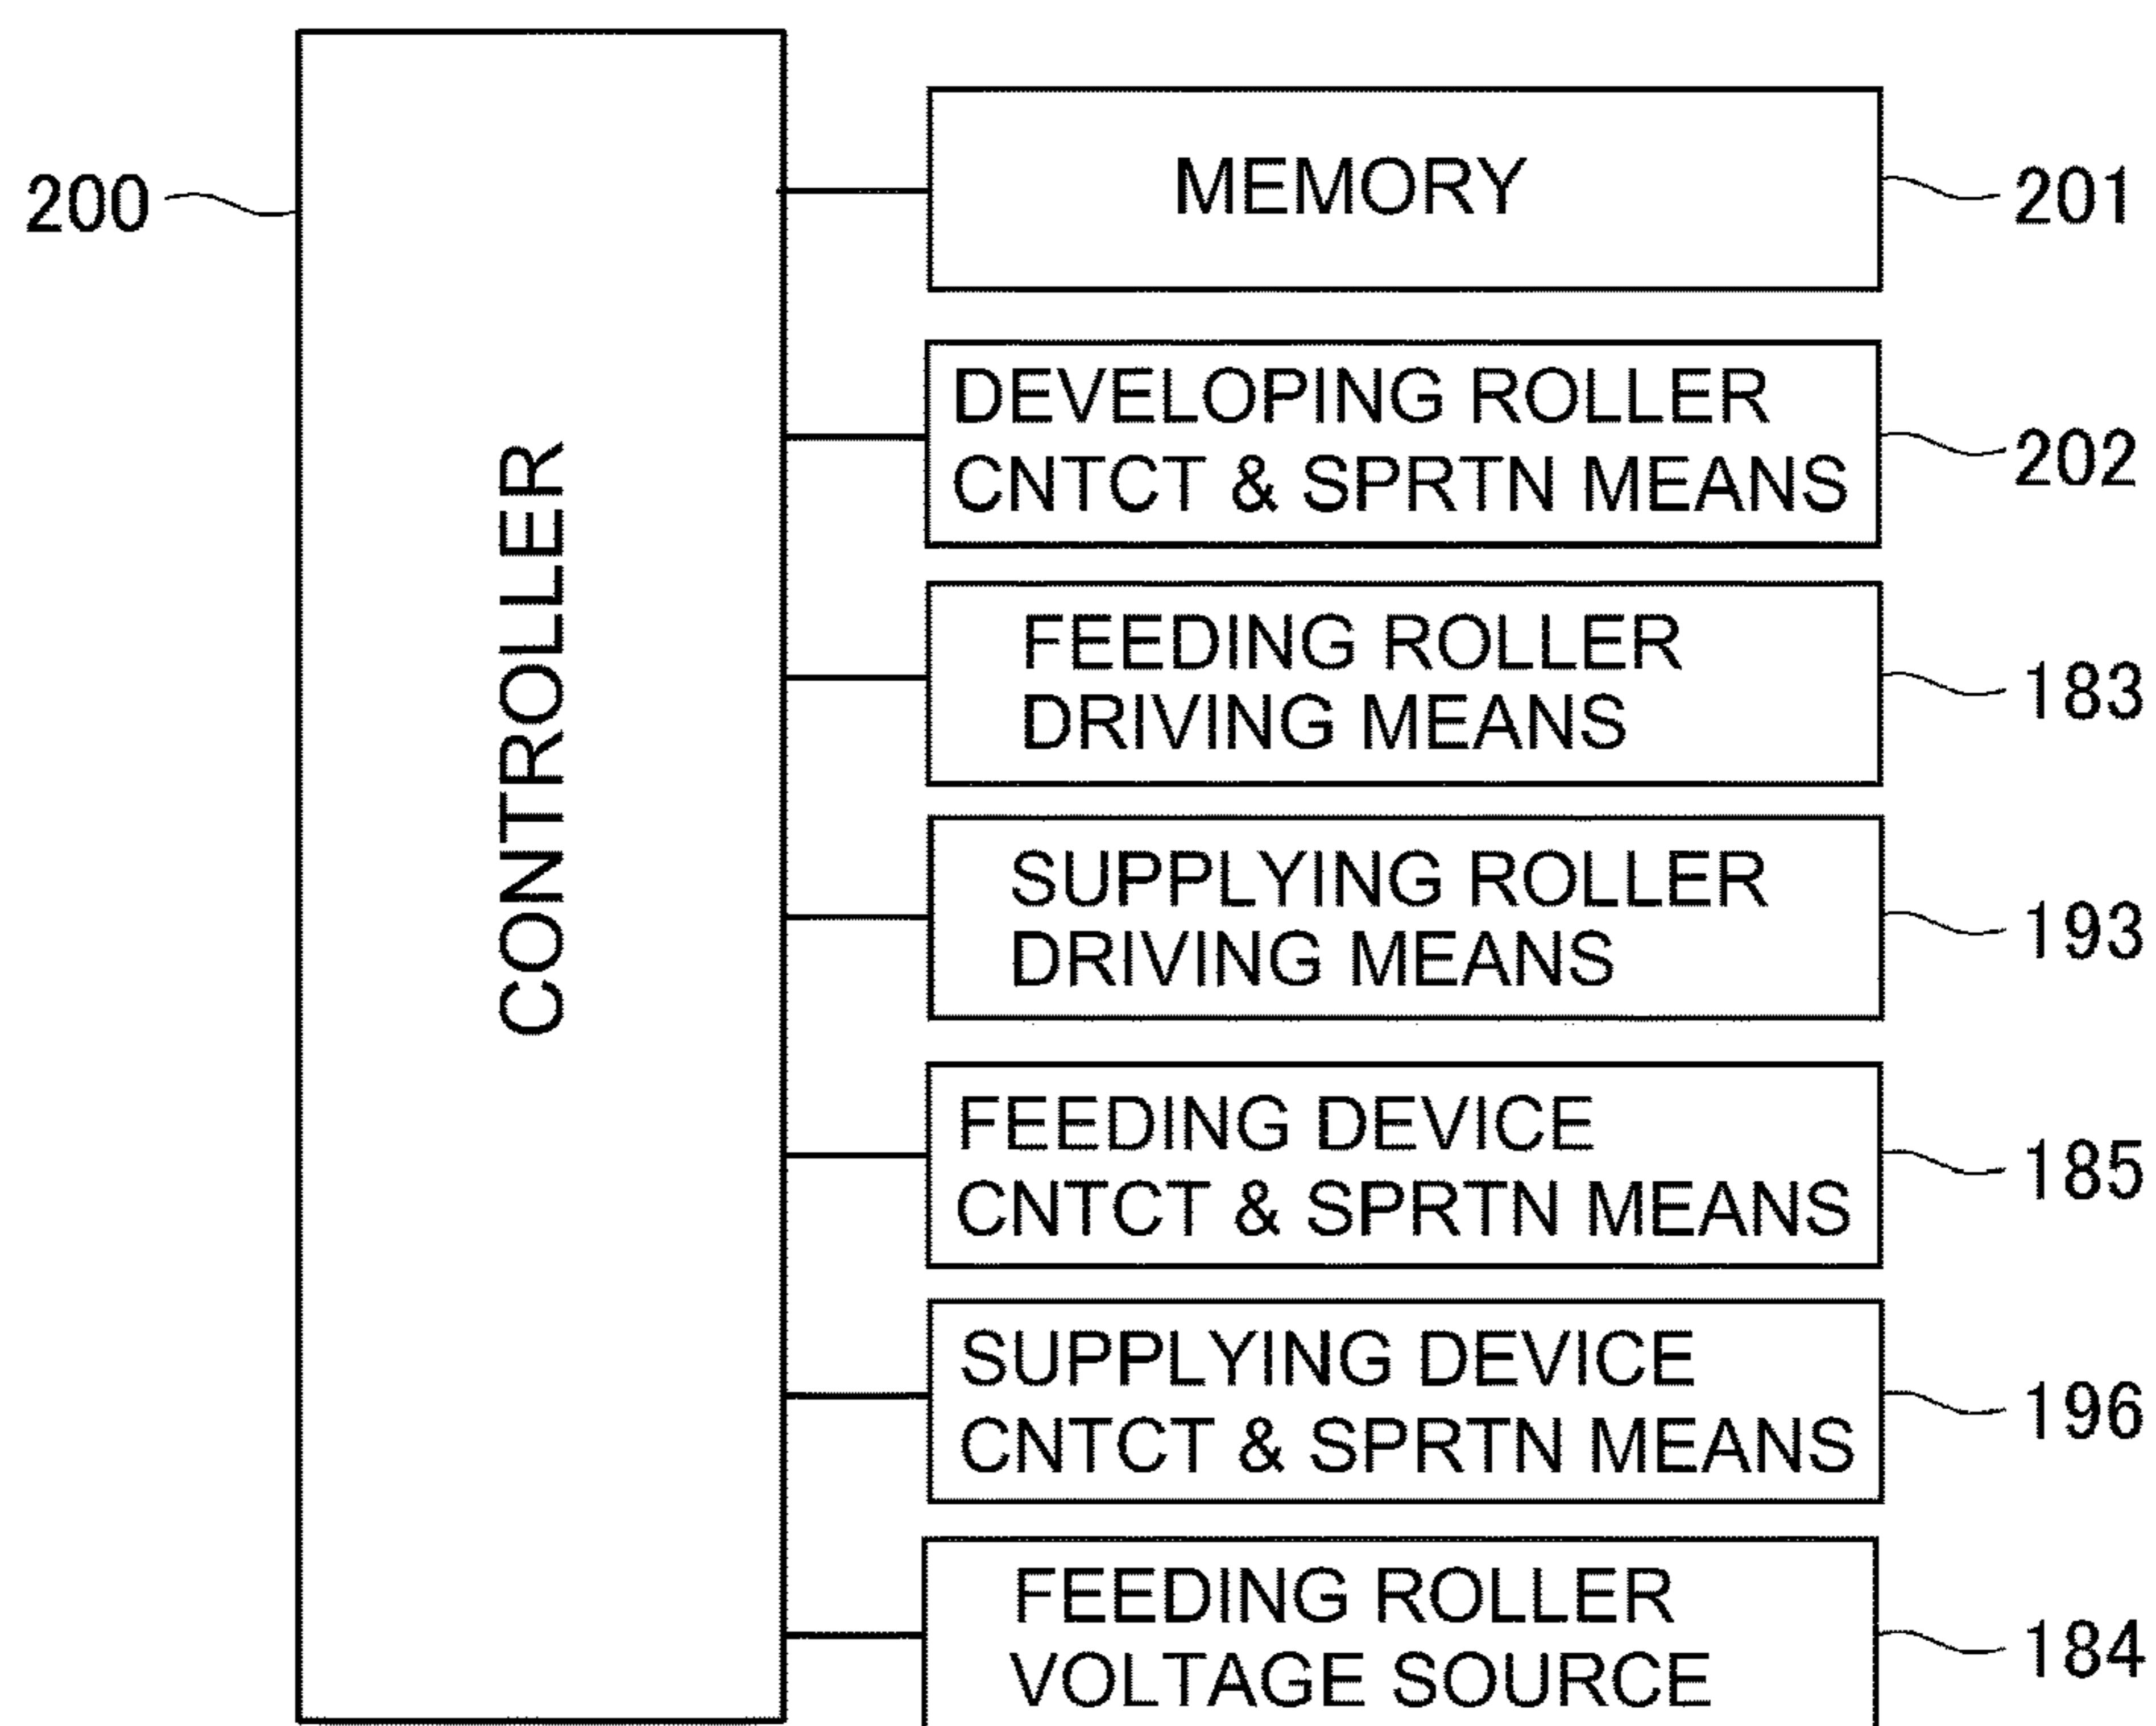 200
CONTROLLER
MEMORY
201
DEVELOPING ROLLER
CNTCT & SPRTN MEANS
202
FEEDING ROLLER
DRIVING MEANS
183
SUPPLYING ROLLER
DRIVING MEANS
193
FEEDING DEVICE
CNTCT & SPRTN MEANS
185
SUPPLYING DEVICE
CNTCT & SPRTN MEANS
196
FEEDING ROLLER
VOLTAGE SOURCE
184